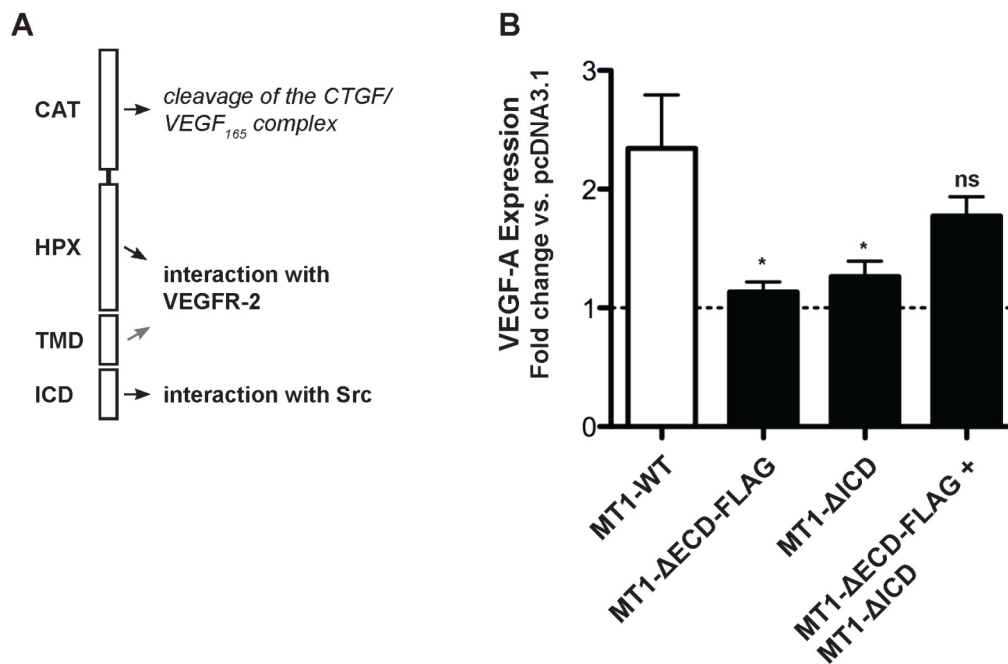 A
CAT
cleavage of the CTGF/
VEGF165 complex
HPX
interaction with
VEGFR-2
TMD
ICD
interaction with Src
B
VEGF-A Expression
Fold change vs. pcDNA3.1
3
2
1
0
*
*
ns
MT1-WT
MT1-ΔECD-FLAG
MT1-ΔICD
MT1-ΔECD-FLAG +
MT1-ΔICD